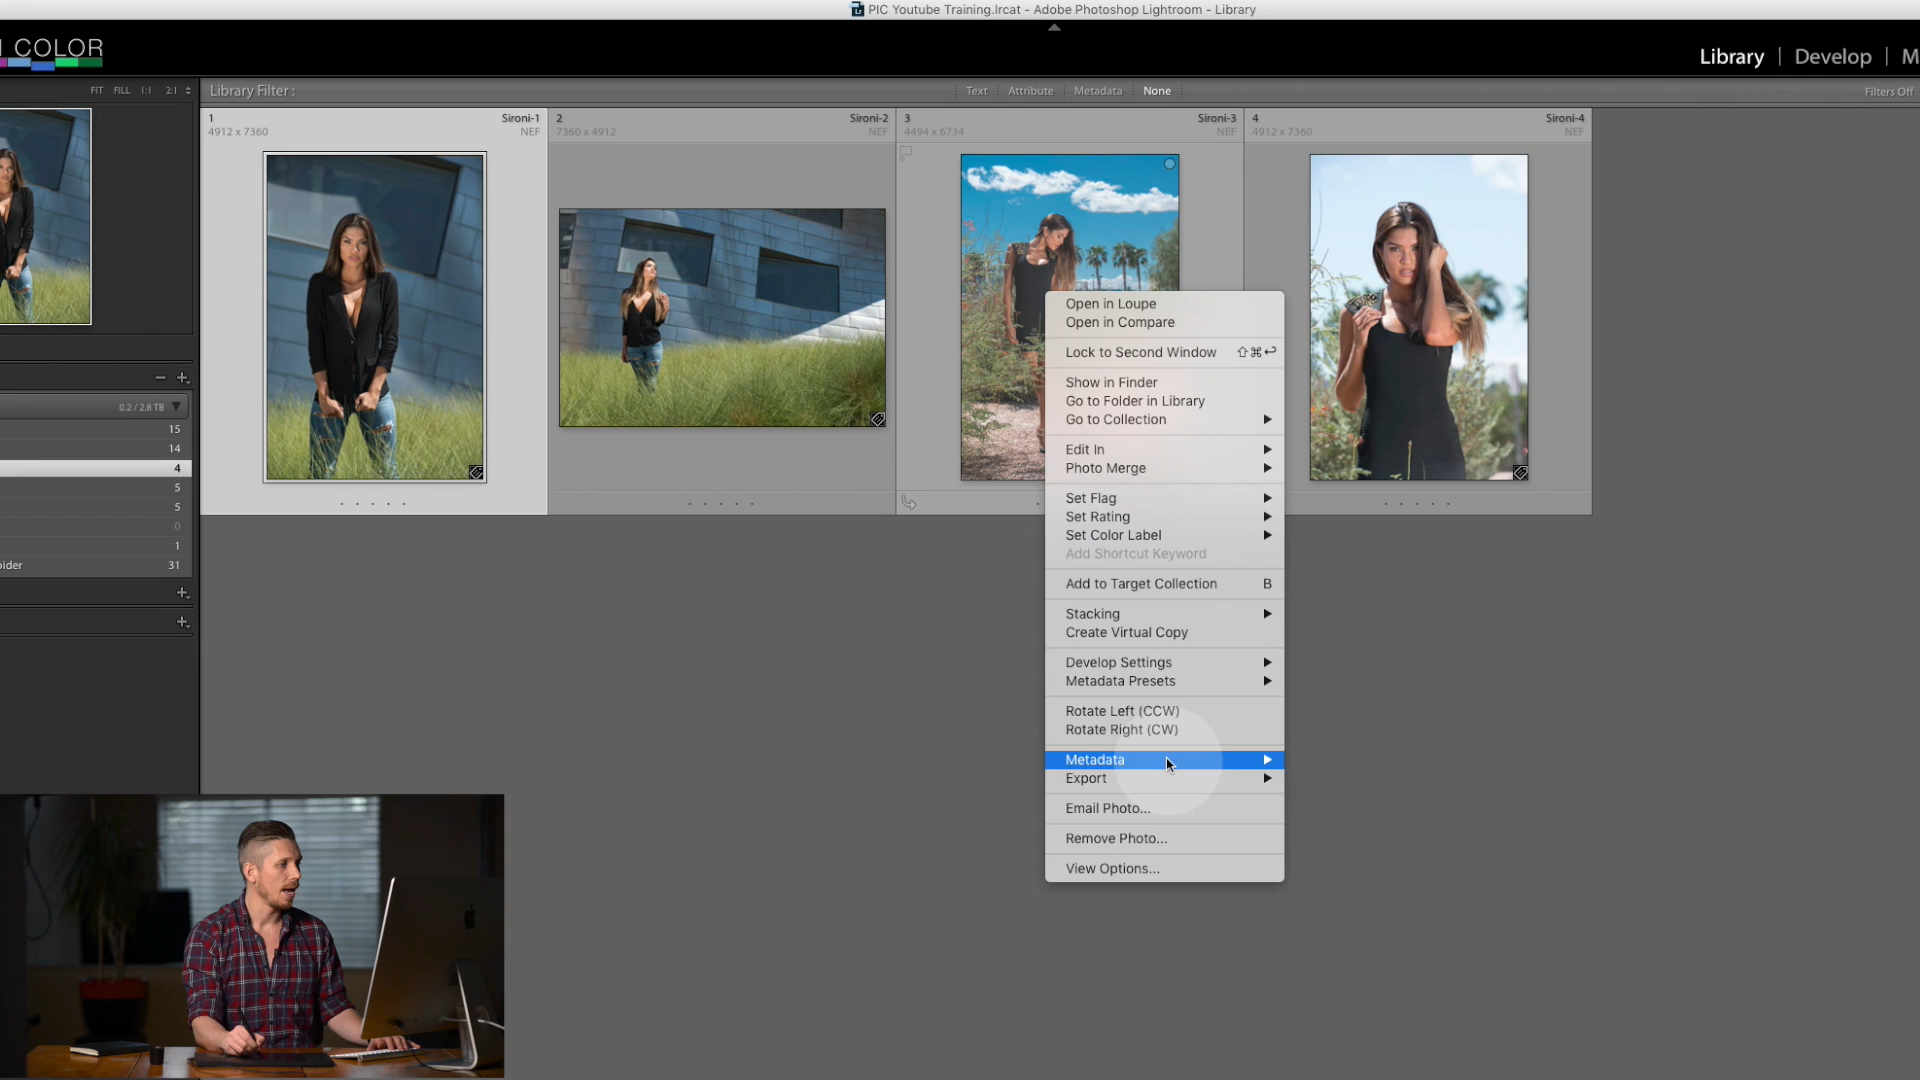 PIC Youtube Training.lrcat - Adobe Photoshop Lightroom - Library
COLOR
Library | Develop | M
FIT FILL 1:1 2:1
Library Filter :
Text Attribute Metadata None
Filters Off
1 Sironi-1
4912 x 7360 NEF
2 Sironi-2
7360 x 4912 NEF
3 Sironi-3
4494 x 6734 NEF
4 Sironi-4
4912 x 7360 NEF
0.2 / 2.8 TB
15
14
4
5
5
0
1
older 31
Open in Loupe
Open in Compare
Lock to Second Window ⇧⌘↩
Show in Finder
Go to Folder in Library
Go to Collection
Edit In
Photo Merge
Set Flag
Set Rating
Set Color Label
Add Shortcut Keyword
Add to Target Collection B
Stacking
Create Virtual Copy
Develop Settings
Metadata Presets
Rotate Left (CCW)
Rotate Right (CW)
Metadata
Export
Email Photo...
Remove Photo...
View Options...